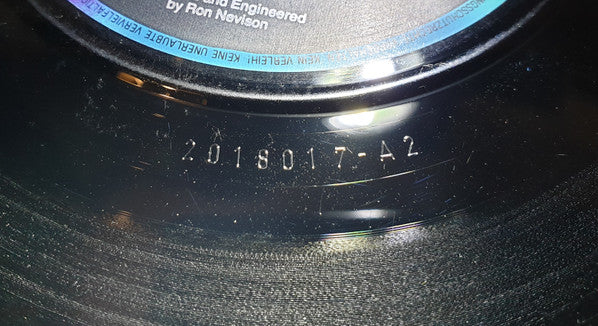 and Engineered
by Ron Nevison
KEIN VERLEIH! KEINE UNERLAUBTE
2018017-A2